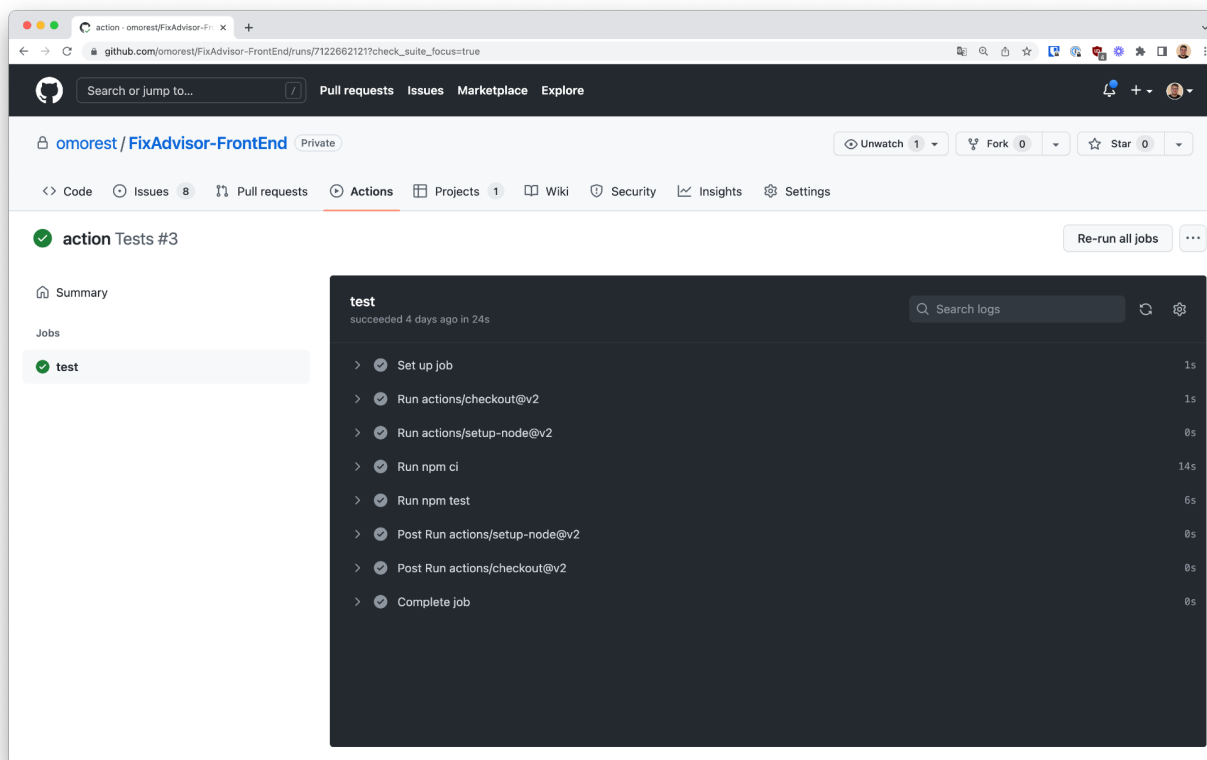 action · omorest/FixAdvisor-Fr
github.com/omorest/FixAdvisor-FrontEnd/runs/7122662121?check_suite_focus=true
Search or jump to... / Pull requests Issues Marketplace Explore
omorest / FixAdvisor-FrontEnd Private Unwatch 1 Fork 0 Star 0
Code Issues 8 Pull requests Actions Projects 1 Wiki Security Insights Settings
action Tests #3 Re-run all jobs
Summary
Jobs
test
test
succeeded 4 days ago in 24s
Search logs
Set up job 1s
Run actions/checkout@v2 1s
Run actions/setup-node@v2 0s
Run npm ci 14s
Run npm test 6s
Post Run actions/setup-node@v2 0s
Post Run actions/checkout@v2 0s
Complete job 0s